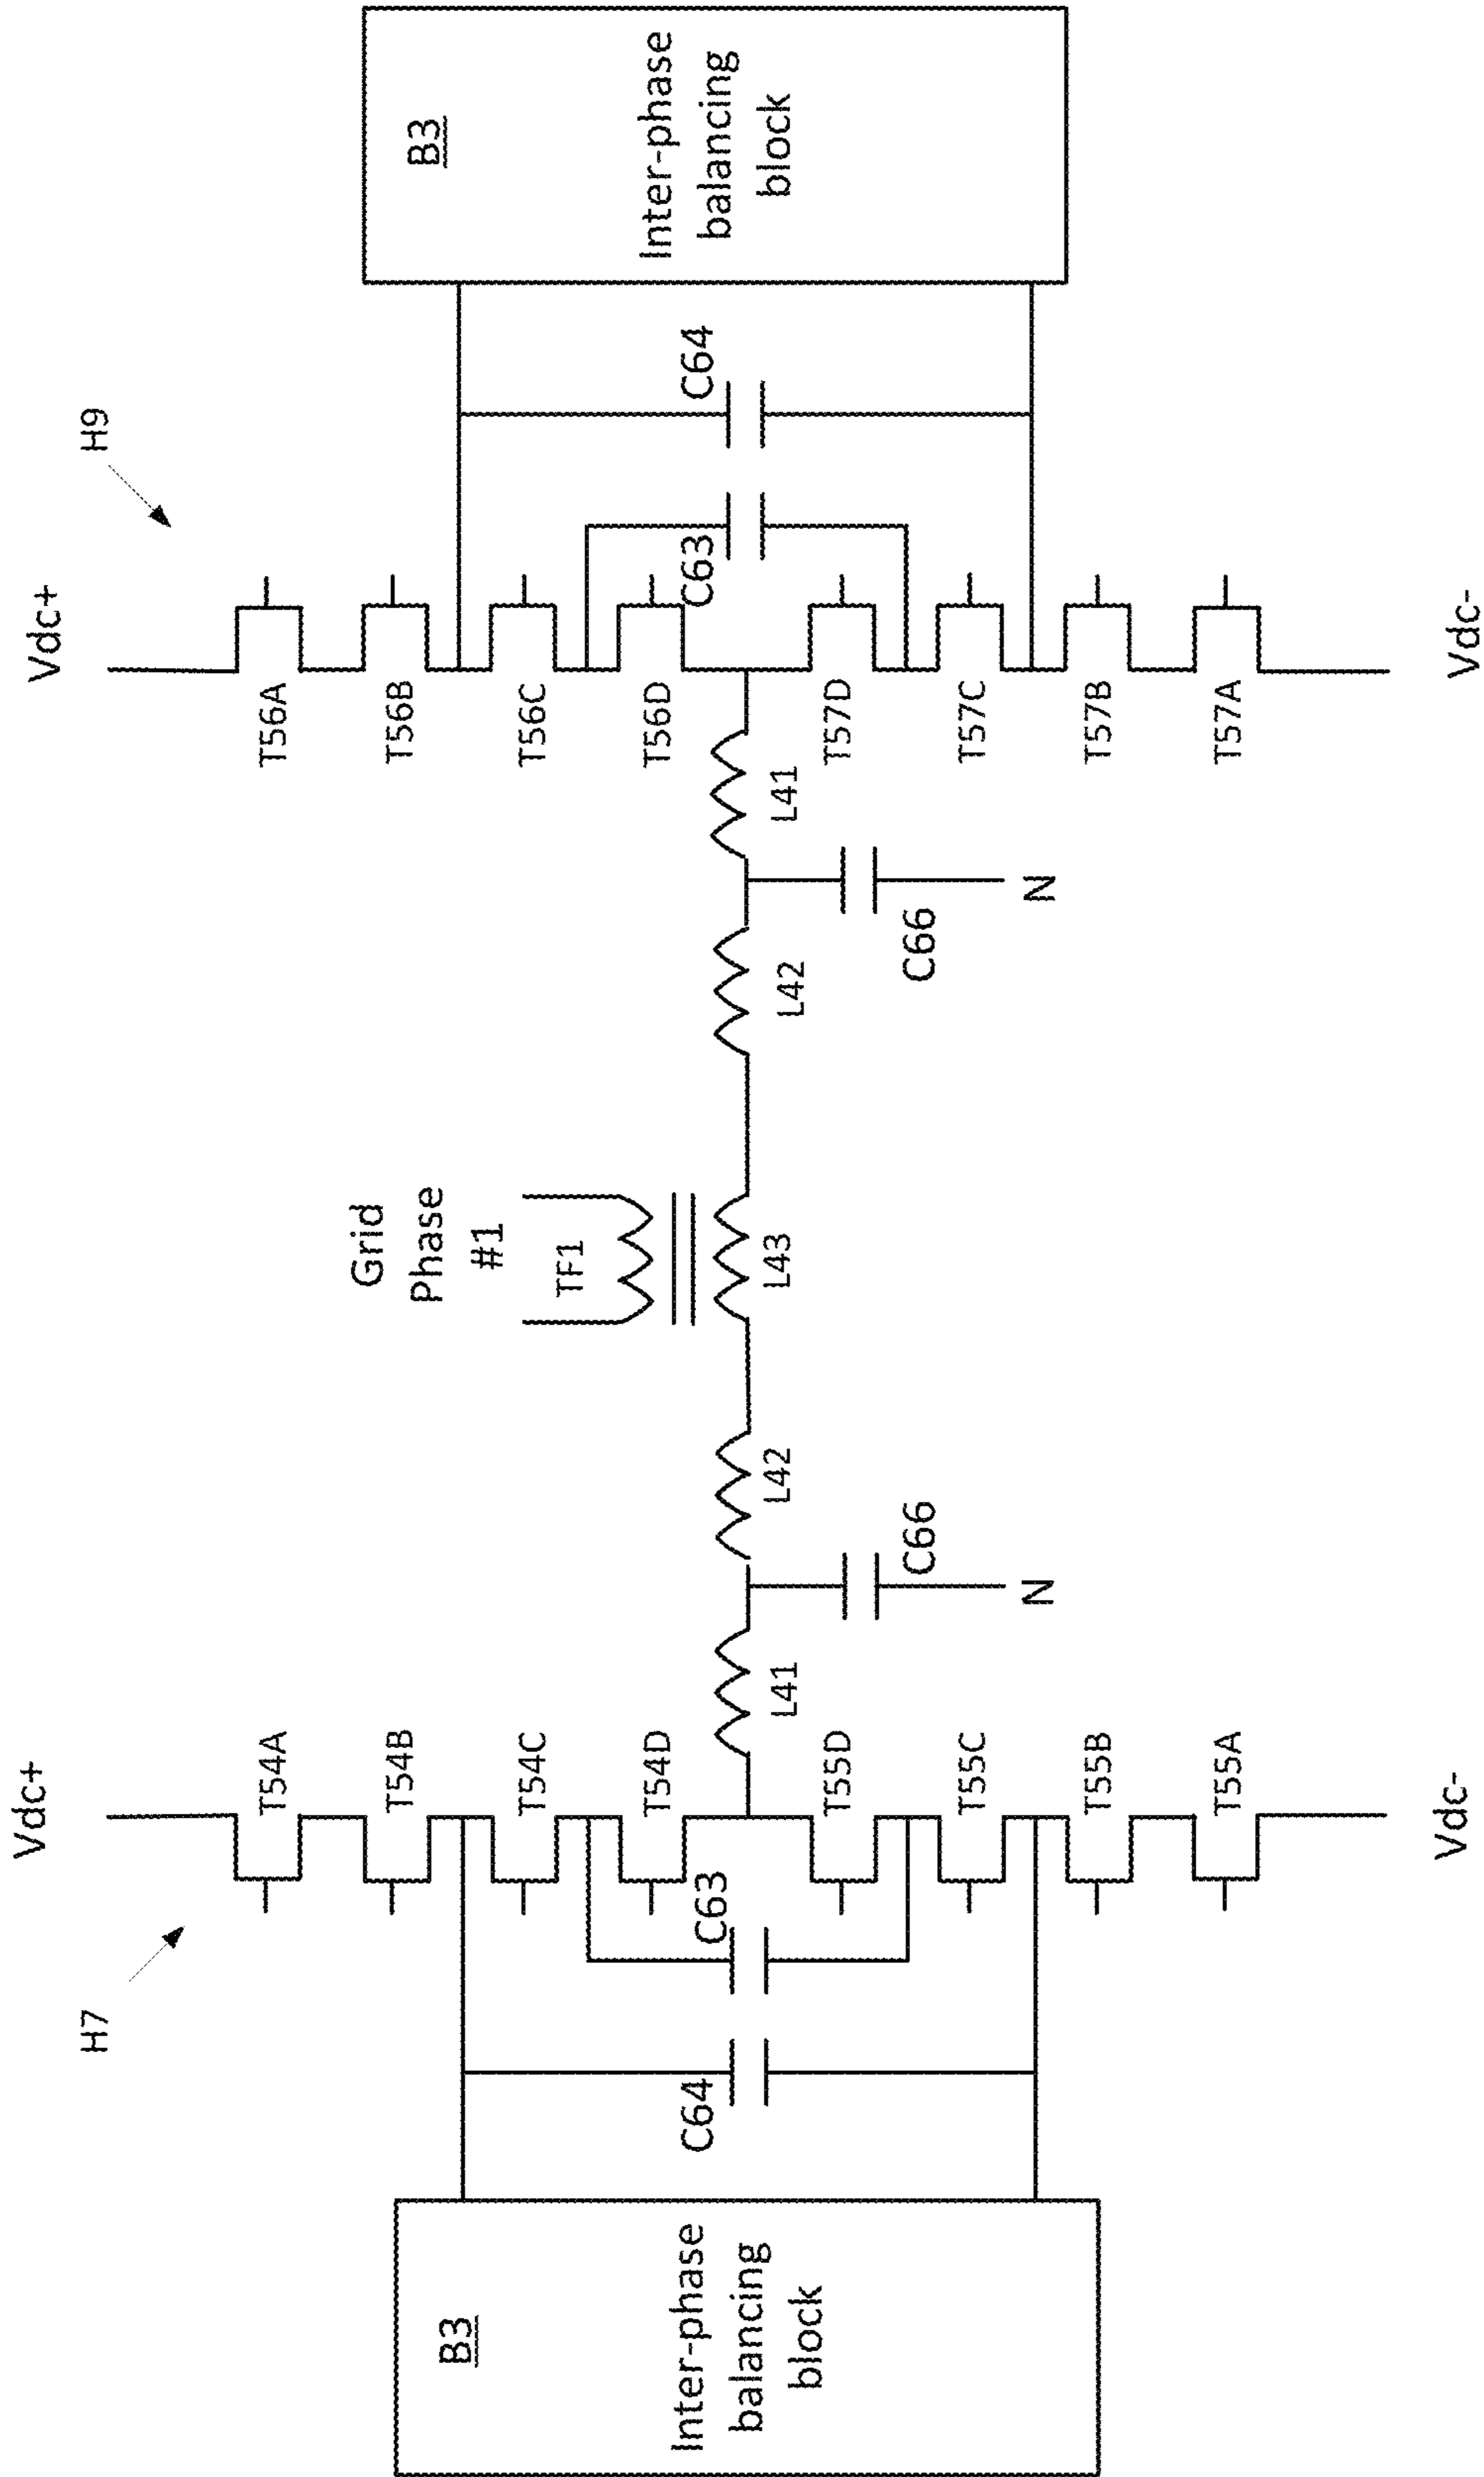 H7
H9
Vdc+
Vdc+
B3
Inter-phase
balancing
block
C64
C63
T54A
T54B
T54C
T54D
T55D
T55C
T55B
T55A
Vdc-
L41
C66
N
L42
Grid
Phase
#1
TF1
L43
L42
C66
N
L41
T56A
T56B
T56C
T56D
T57D
T57C
T57B
T57A
Vdc-
C63
C64
B3
Inter-phase
balancing
block